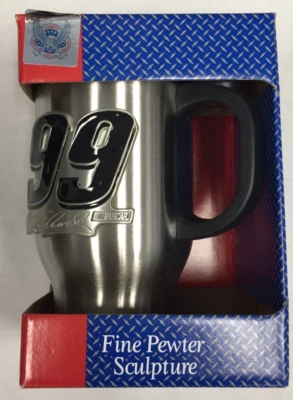 99
NASCAR
Fine Pewter
Sculpture